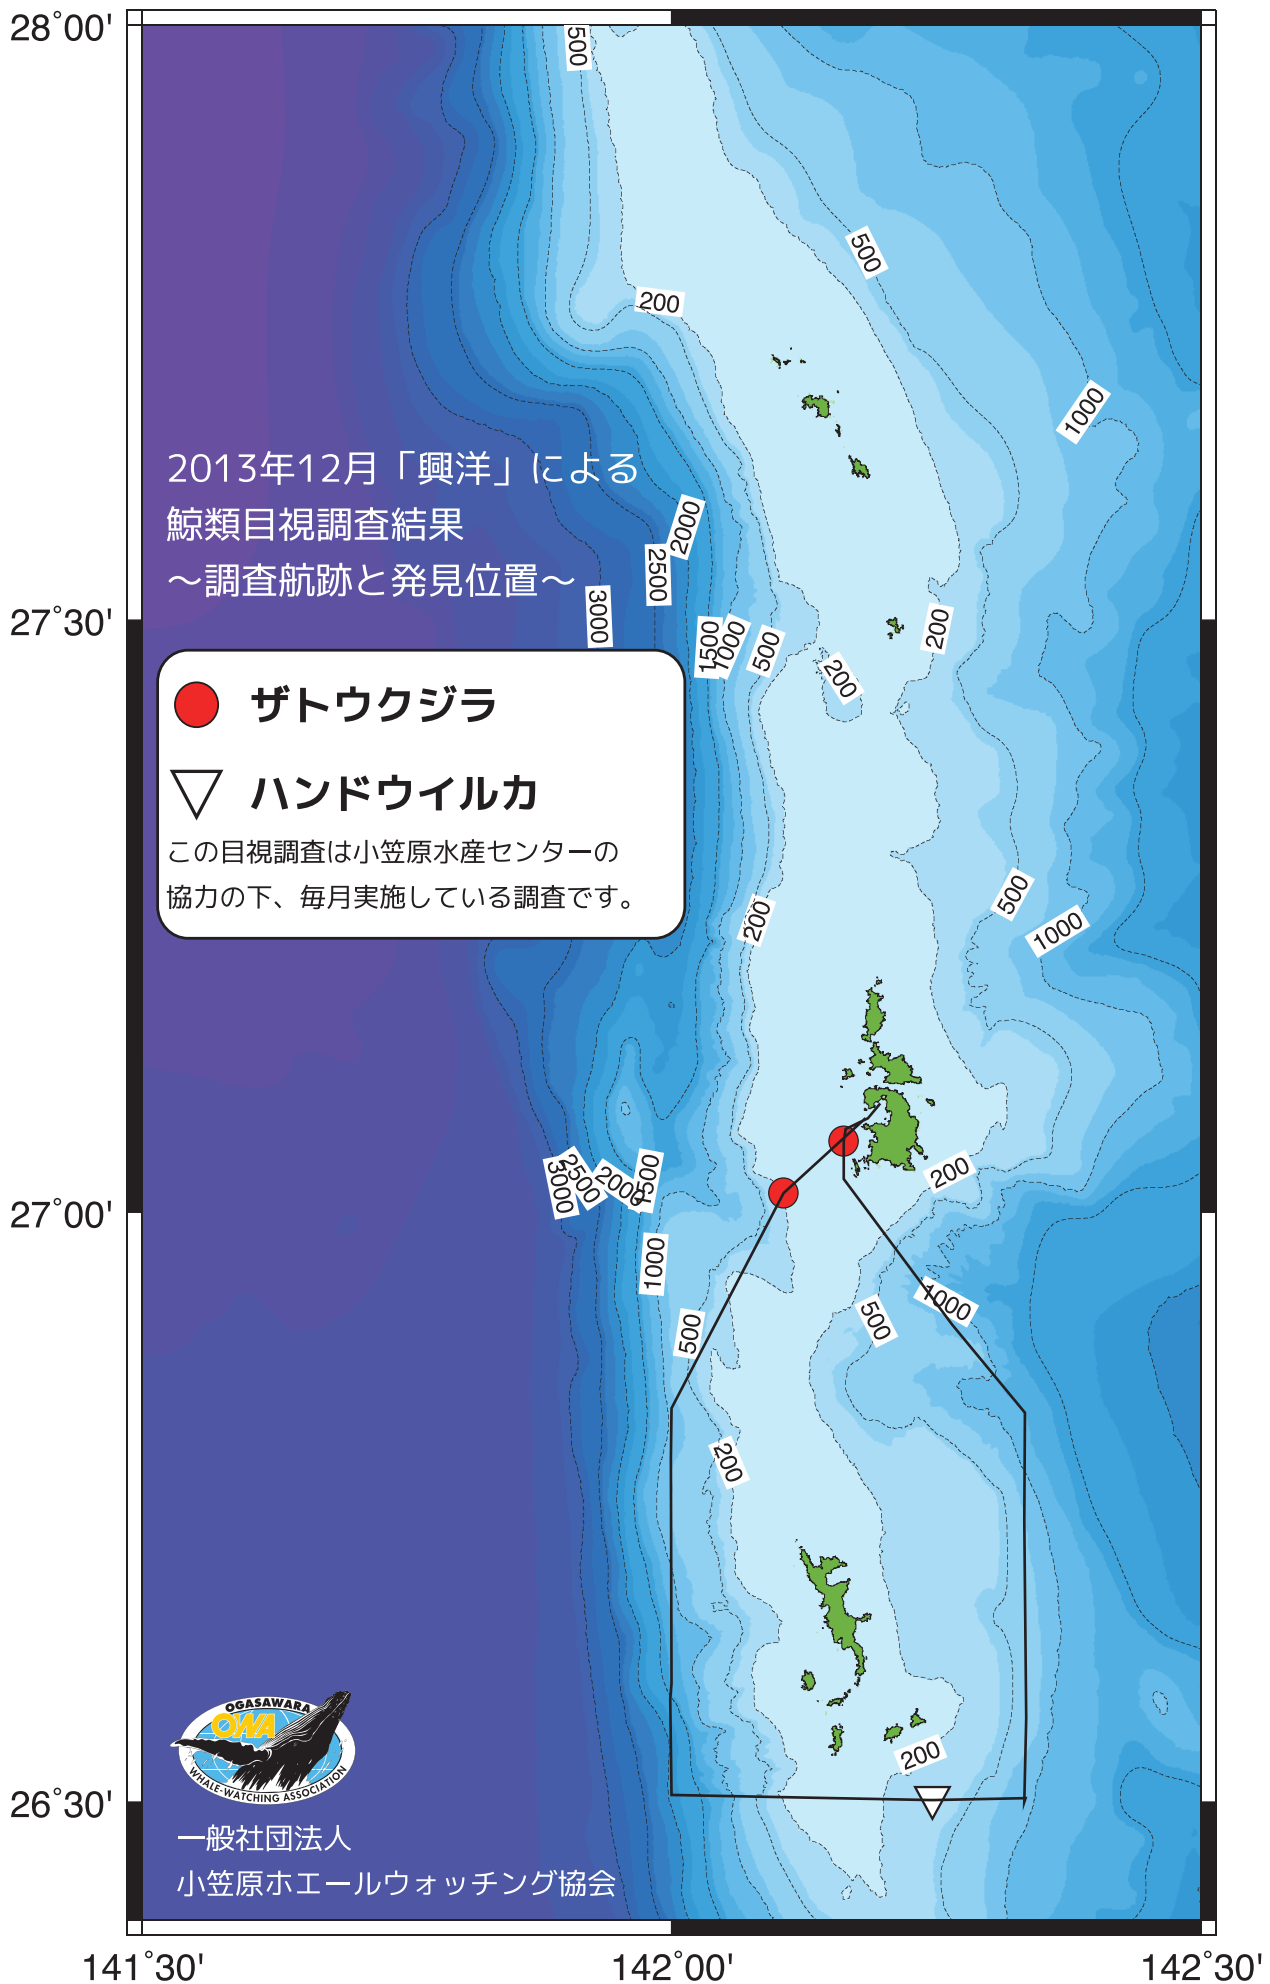 28°00'
500
500
200
1000
2013年12月「興洋」による
鯨類目視調査結果
～調査航跡と発見位置～
2000
2500
3000
27°30'
1500
1000
500
200
200
ザトウクジラ
ハンドウイルカ
この目視調査は小笠原水産センターの
協力の下、毎月実施している調査です。
200
500
1000
3000
2500
2000
1500
200
27°00'
1000
500
500
1000
200
200
OGASAWARA
OWA
WHALE-WATCHING ASSOCIATION
26°30'
一般社団法人
小笠原ホエールウォッチング協会
141°30'
142°00'
142°30'